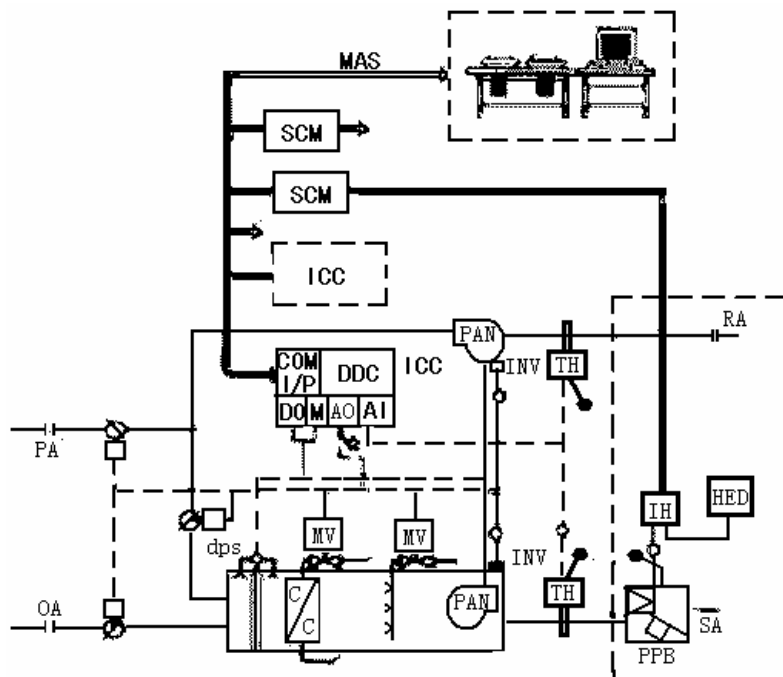 MAS
SCM
SCM
ICC
PAN
RA
COM
I/P
DDC
ICC
INV
TH
DO
M
AO
AI
PA
IH
HED
MV
MV
dps
INV
C
C
PAN
TH
OA
SA
PPB